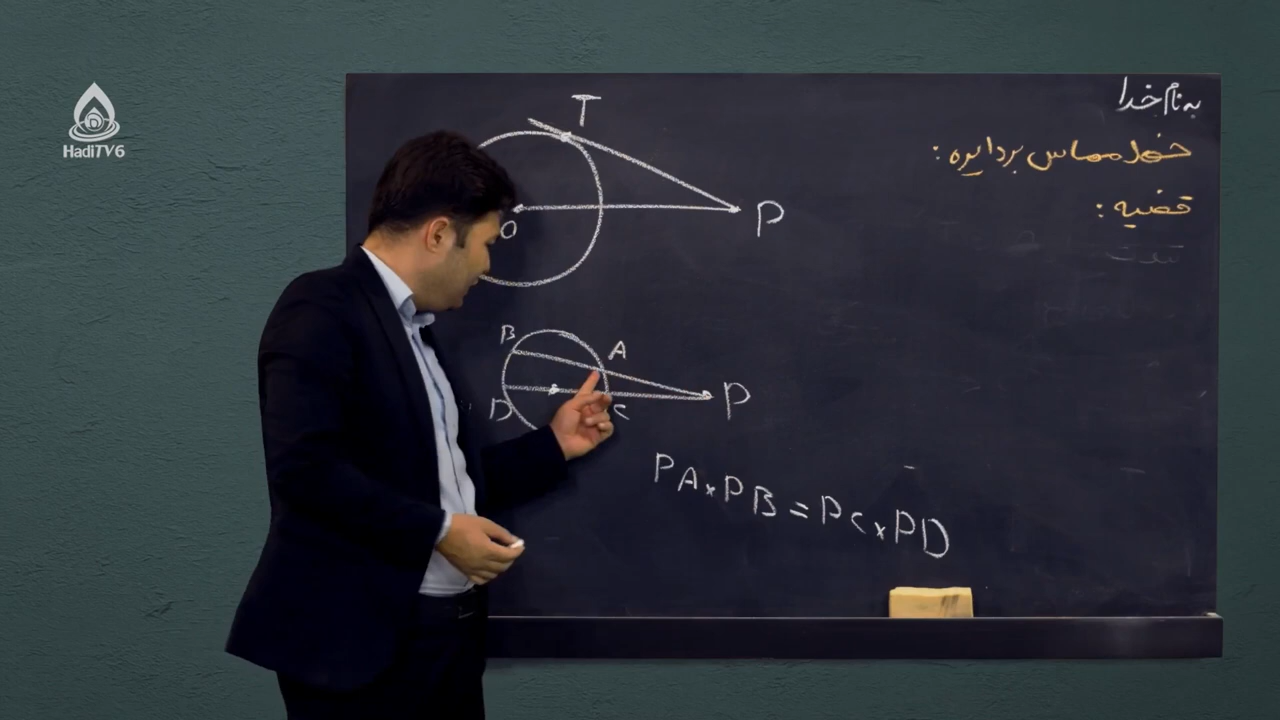 به نام خدا
خط مماس بر دایره :
قضیه :
T
O
P
B
A
P
D
C
PA×PB=PC×PD
HadiTV6